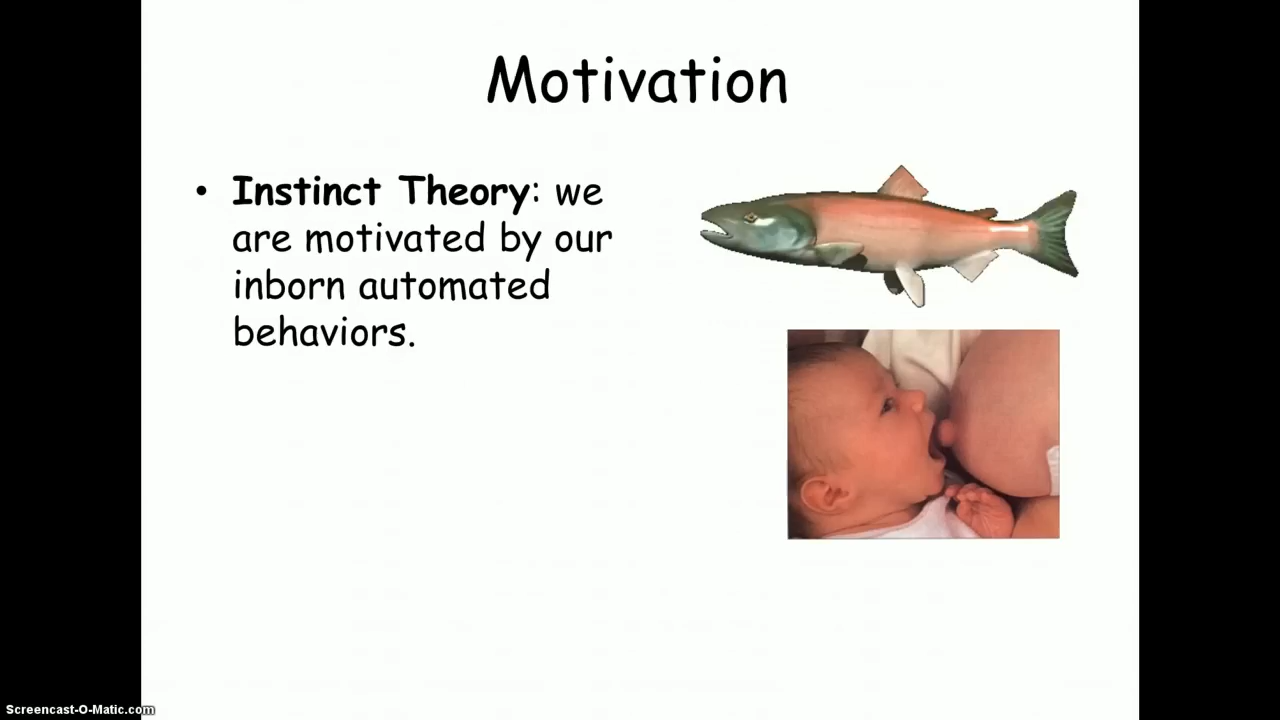 Motivation
• Instinct Theory: we
are motivated by our
inborn automated
behaviors.
Screencast-O-Matic.com